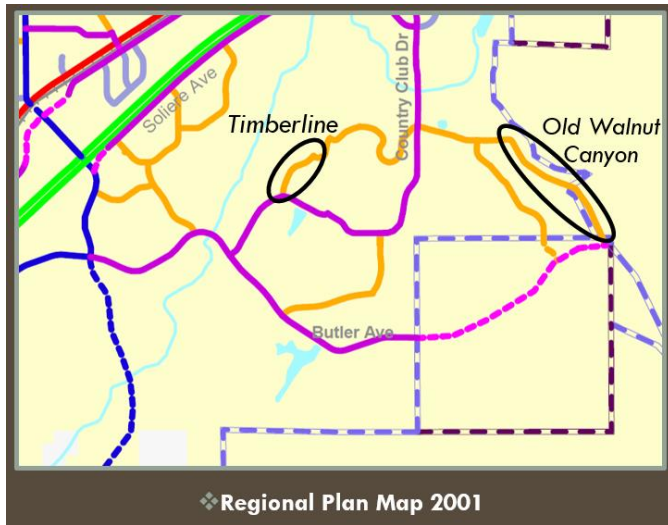 Soliere Ave
Timberline
Country Club Dr
Old Walnut
Canyon
Butler Ave
❖Regional Plan Map 2001